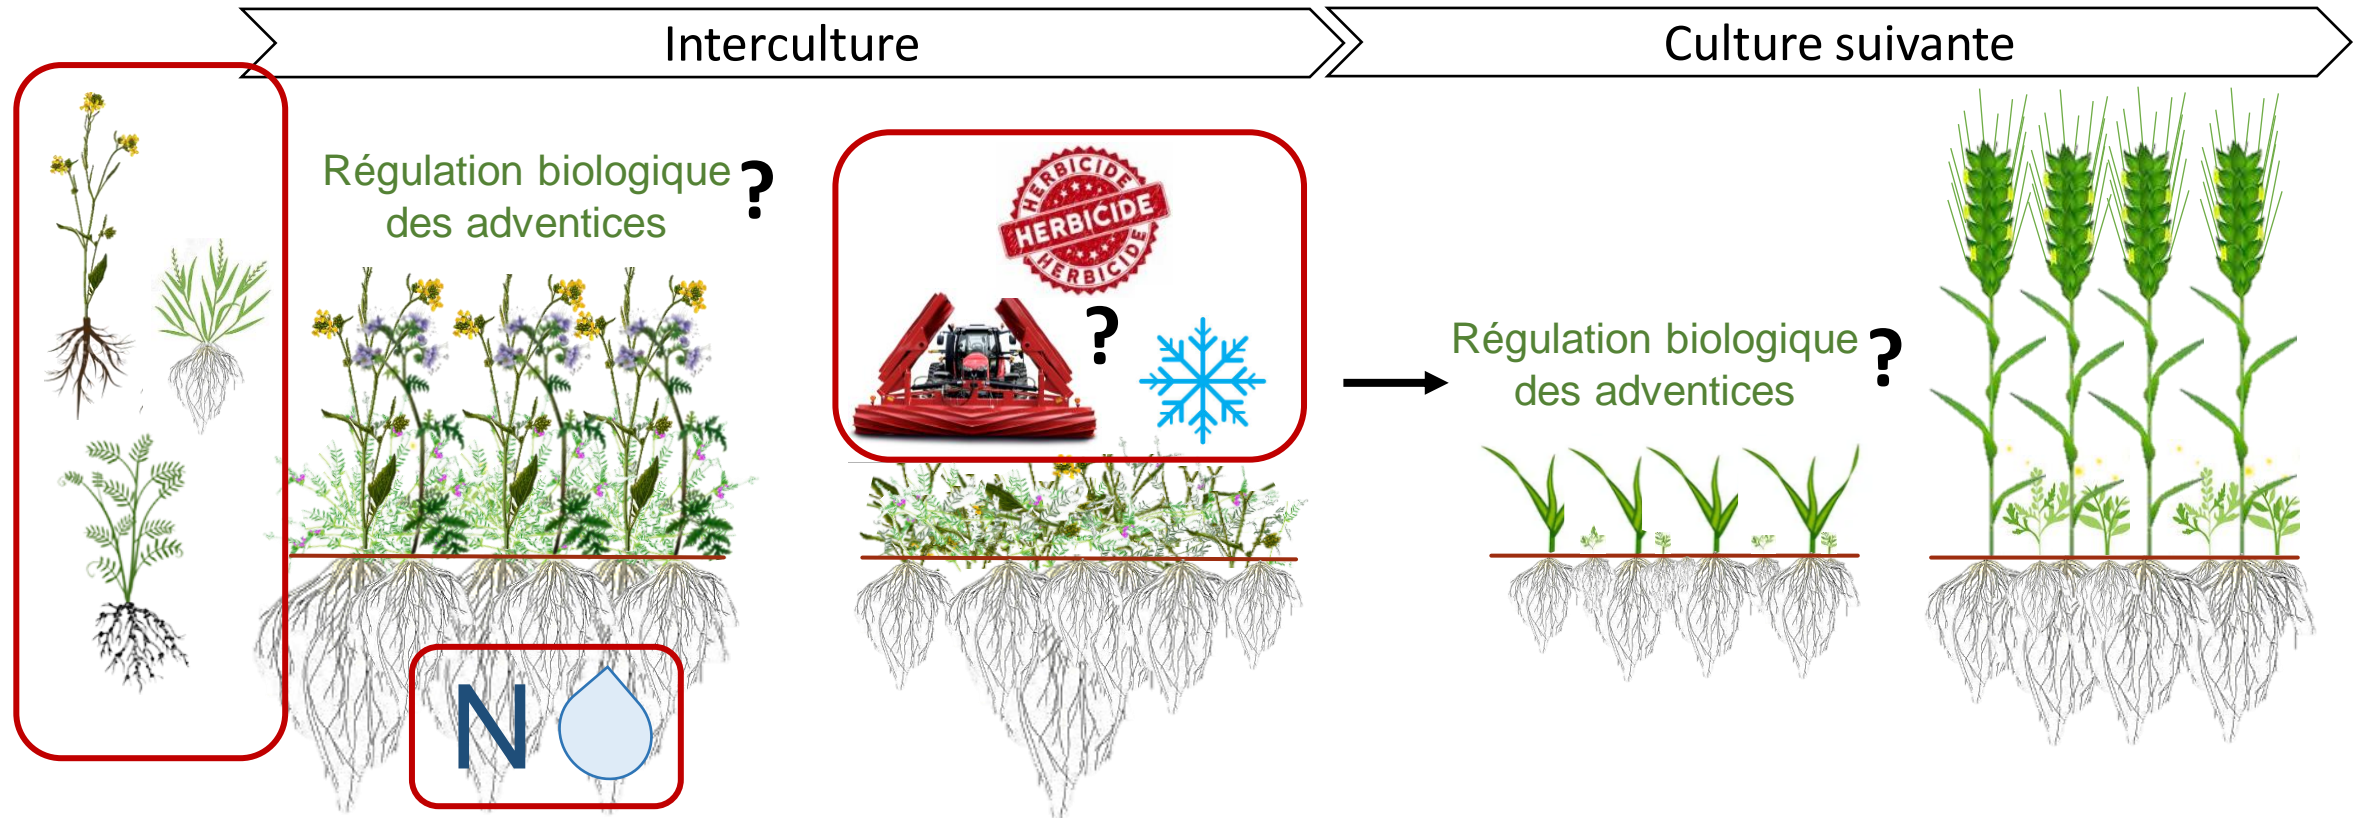 Interculture
Culture suivante
Régulation biologique
des adventices
?
HERBICIDE
HERBICIDE
HERBICIDE
?
Régulation biologique
des adventices
?
N